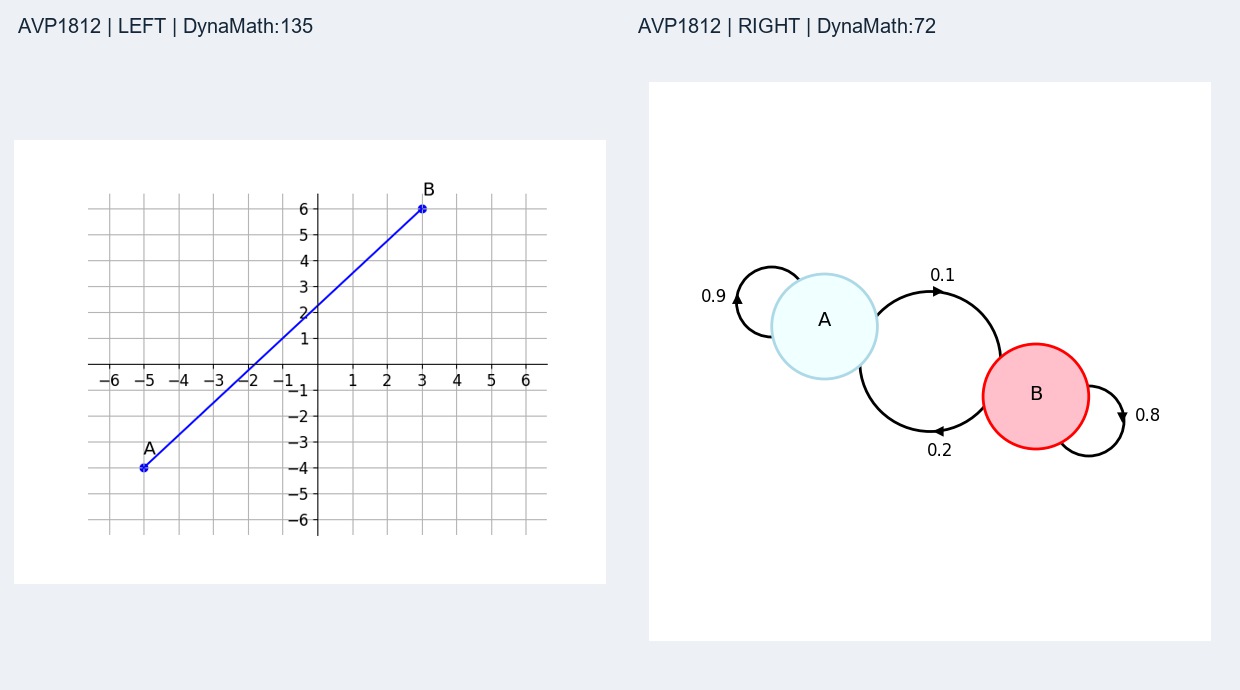 AVP1812 | LEFT | DynaMath:135
AVP1812 | RIGHT | DynaMath:72
B
6
5
4
3
2
1
−6 −5 −4 −3 −2 −1 1 2 3 4 5 6
−1
−2
−3
A
−4
−5
−6
0.1
0.9
A
B
0.8
0.2